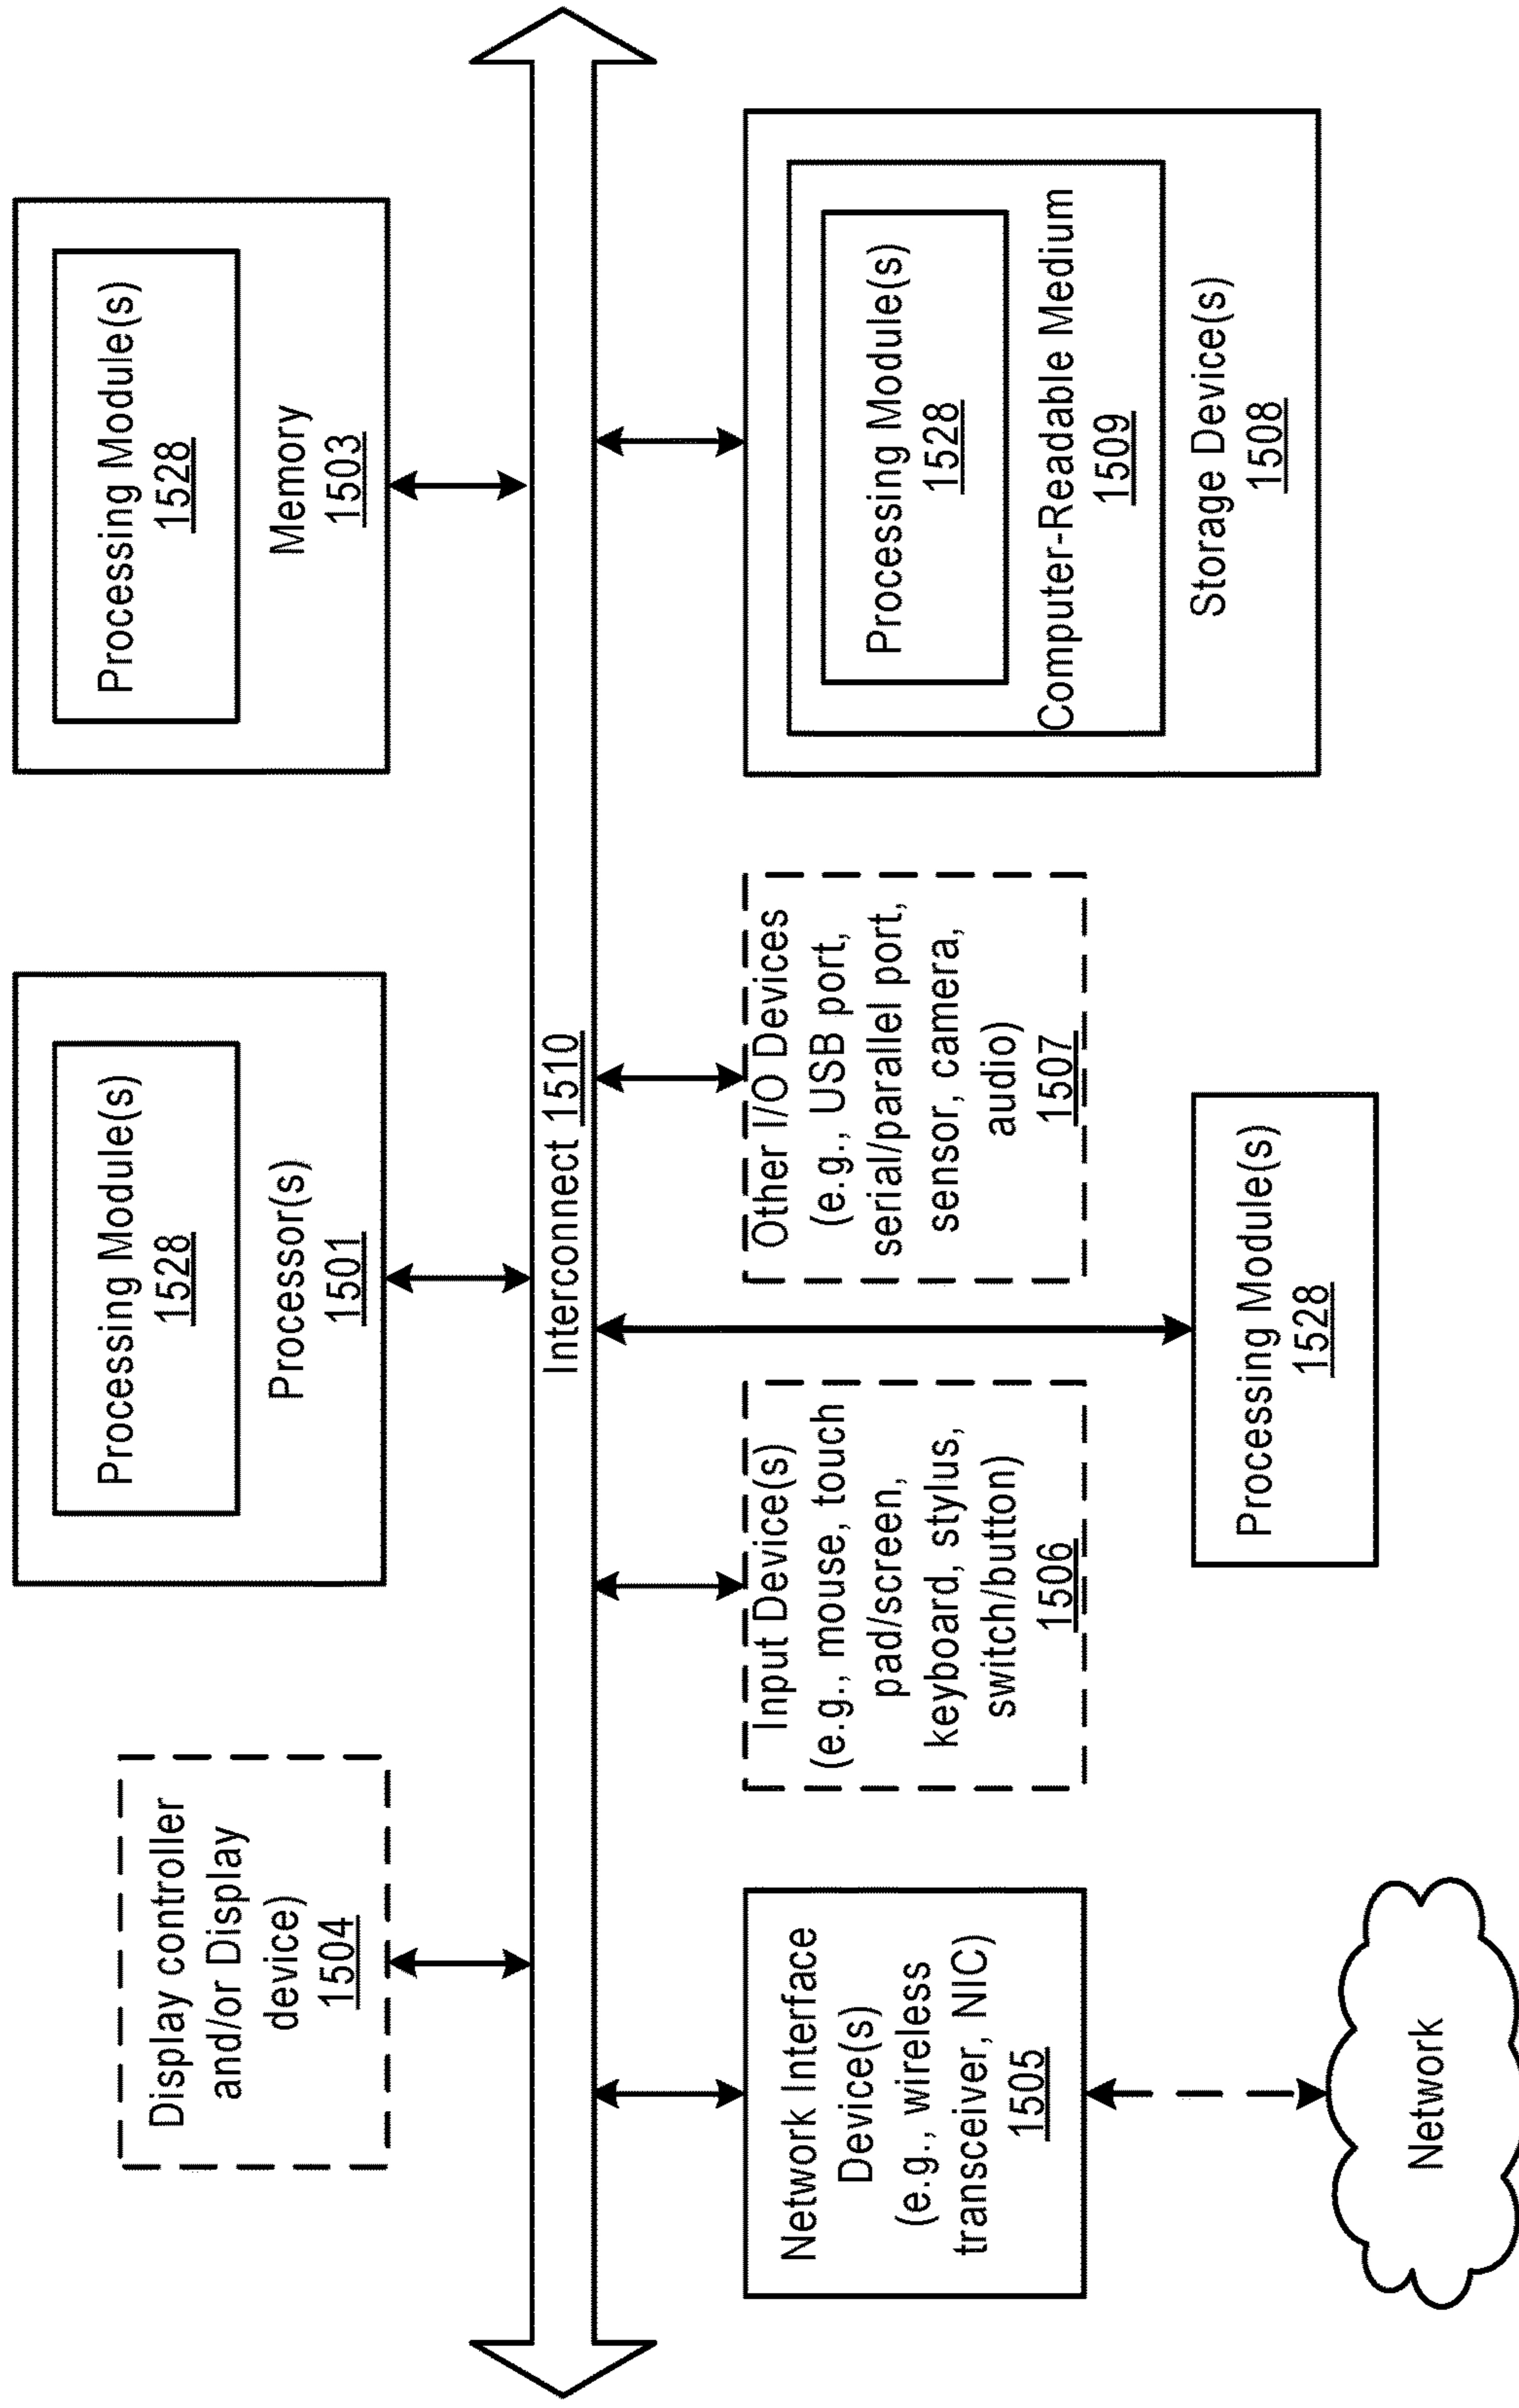 Display controller
and/or Display
device)
1504
Processing Module(s)
1528
Processor(s)
1501
Processing Module(s)
1528
Memory
1503
Interconnect 1510
Network Interface
Device(s)
(e.g., wireless
transceiver, NIC)
1505
Input Device(s)
(e.g., mouse, touch
pad/screen,
keyboard, stylus,
switch/button)
1506
Other I/O Devices
(e.g., USB port,
serial/parallel port,
sensor, camera,
audio)
1507
Processing Module(s)
1528
Computer-Readable Medium
1509
Storage Device(s)
1508
Processing Module(s)
1528
Network